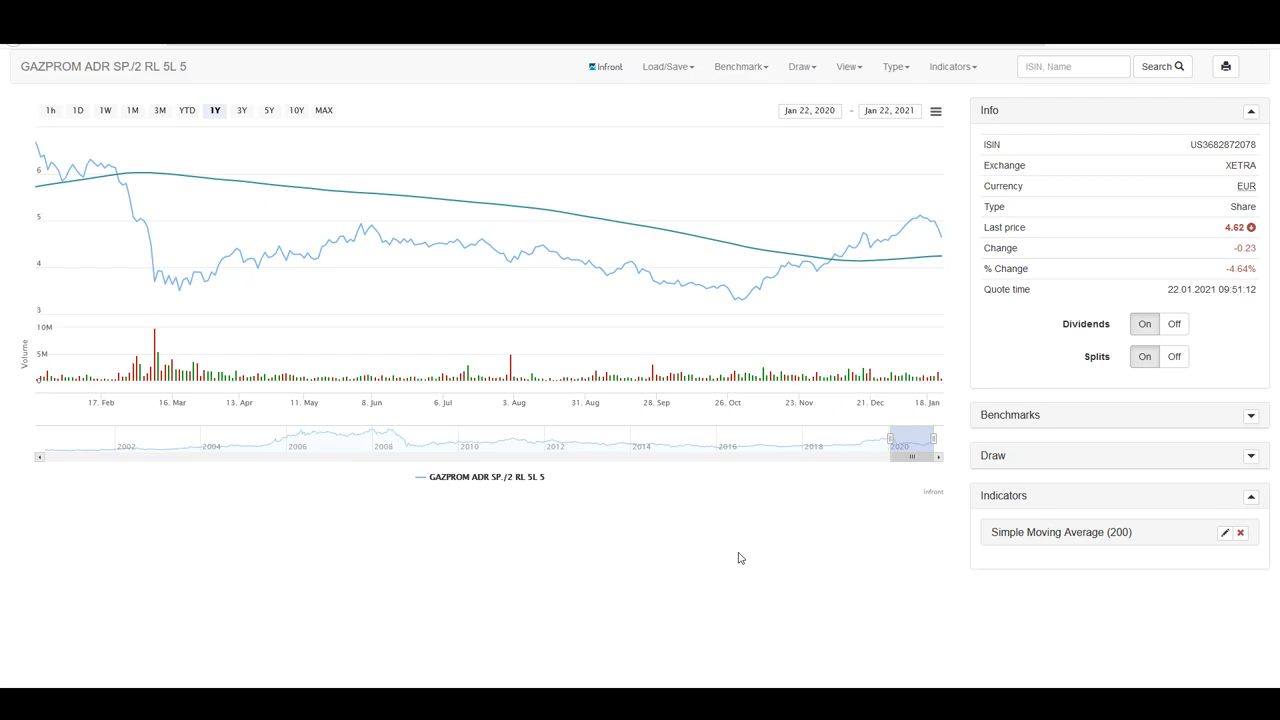 GAZPROM ADR SP./2 RL 5L 5
Infront
Load/Save
Benchmark
Draw
View
Type
Indicators
ISIN, Name
Search
1h 1D 1W 1M 3M YTD 1Y 3Y 5Y 10Y MAX
Jan 22, 2020 – Jan 22, 2021
6
5
4
3
10M
5M
0
Volume
17. Feb 16. Mar 13. Apr 11. May 8. Jun 6. Jul 3. Aug 31. Aug 28. Sep 26. Oct 23. Nov 21. Dec 18. Jan
2002 2004 2006 2008 2010 2012 2014 2016 2018 2020
GAZPROM ADR SP./2 RL 5L 5
Infront
Info
ISIN US3682872078
Exchange XETRA
Currency EUR
Type Share
Last price 4.62
Change -0.23
% Change -4.64%
Quote time 22.01.2021 09:51:12
Dividends On Off
Splits On Off
Benchmarks
Draw
Indicators
Simple Moving Average (200)